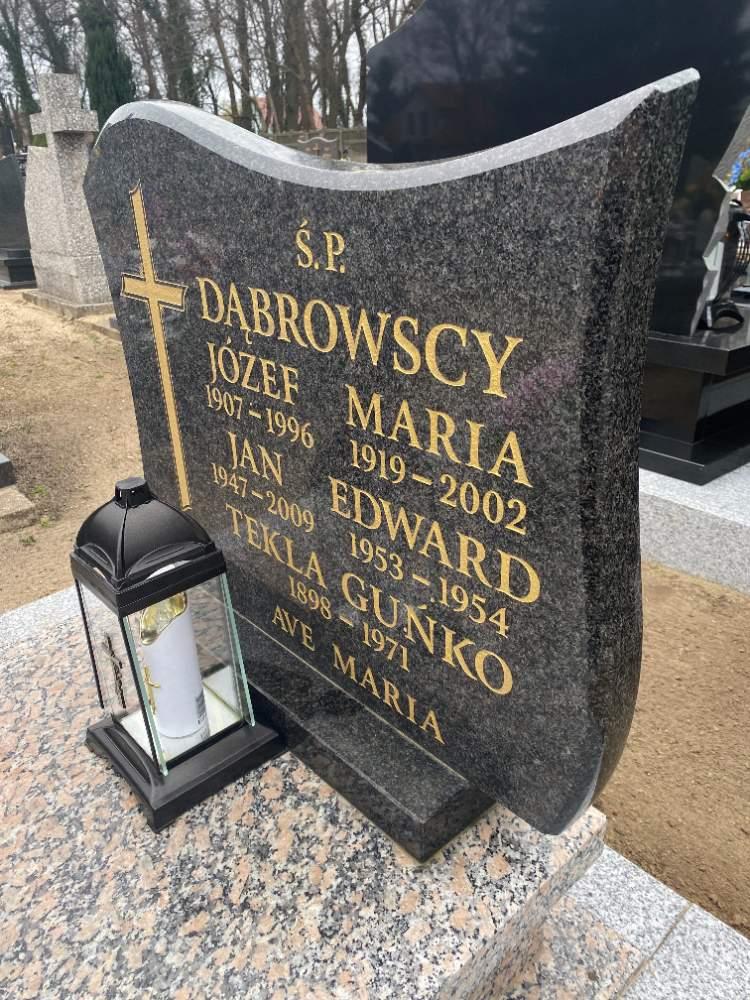 Ś.P.
DĄBROWSCY
JÓZEF MARIA
1907-1996 1919-2002
JAN EDWARD
1947-2009 1953-1954
TEKLA GUŃKO
1898-1971
AVE MARIA